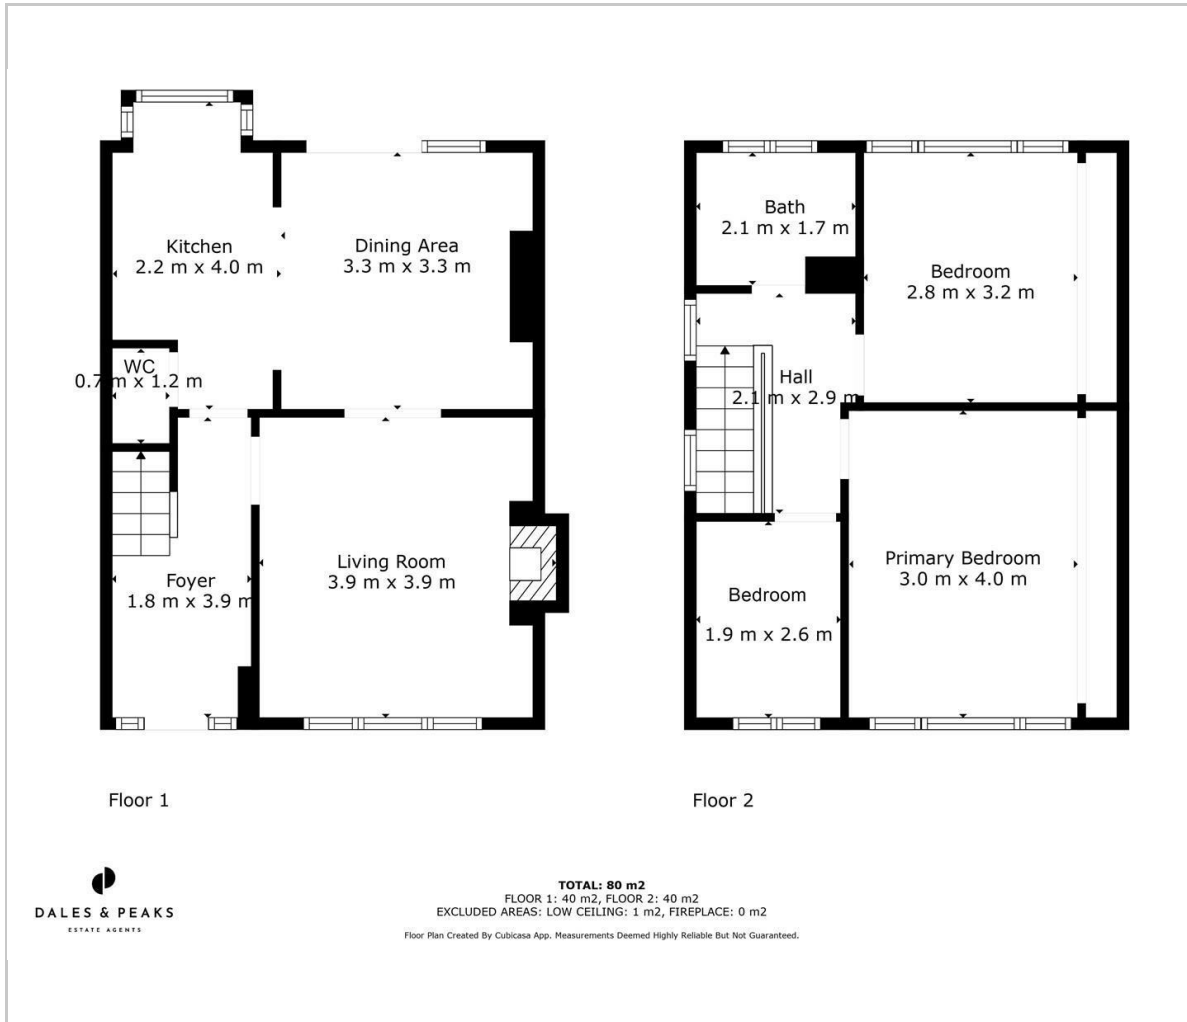 Kitchen
2.2 m x 4.0 m
Dining Area
3.3 m x 3.3 m
WC
0.7 m x 1.2 m
Living Room
3.9 m x 3.9 m
Foyer
1.8 m x 3.9 m
Bath
2.1 m x 1.7 m
Bedroom
2.8 m x 3.2 m
Hall
2.1 m x 2.9 m
Primary Bedroom
3.0 m x 4.0 m
Bedroom
1.9 m x 2.6 m
Floor 1
Floor 2
DALES & PEAKS
ESTATE AGENTS
TOTAL: 80 m2
FLOOR 1: 40 m2, FLOOR 2: 40 m2
EXCLUDED AREAS: LOW CEILING: 1 m2, FIREPLACE: 0 m2
Floor Plan Created By Cubicasa App. Measurements Deemed Highly Reliable But Not Guaranteed.